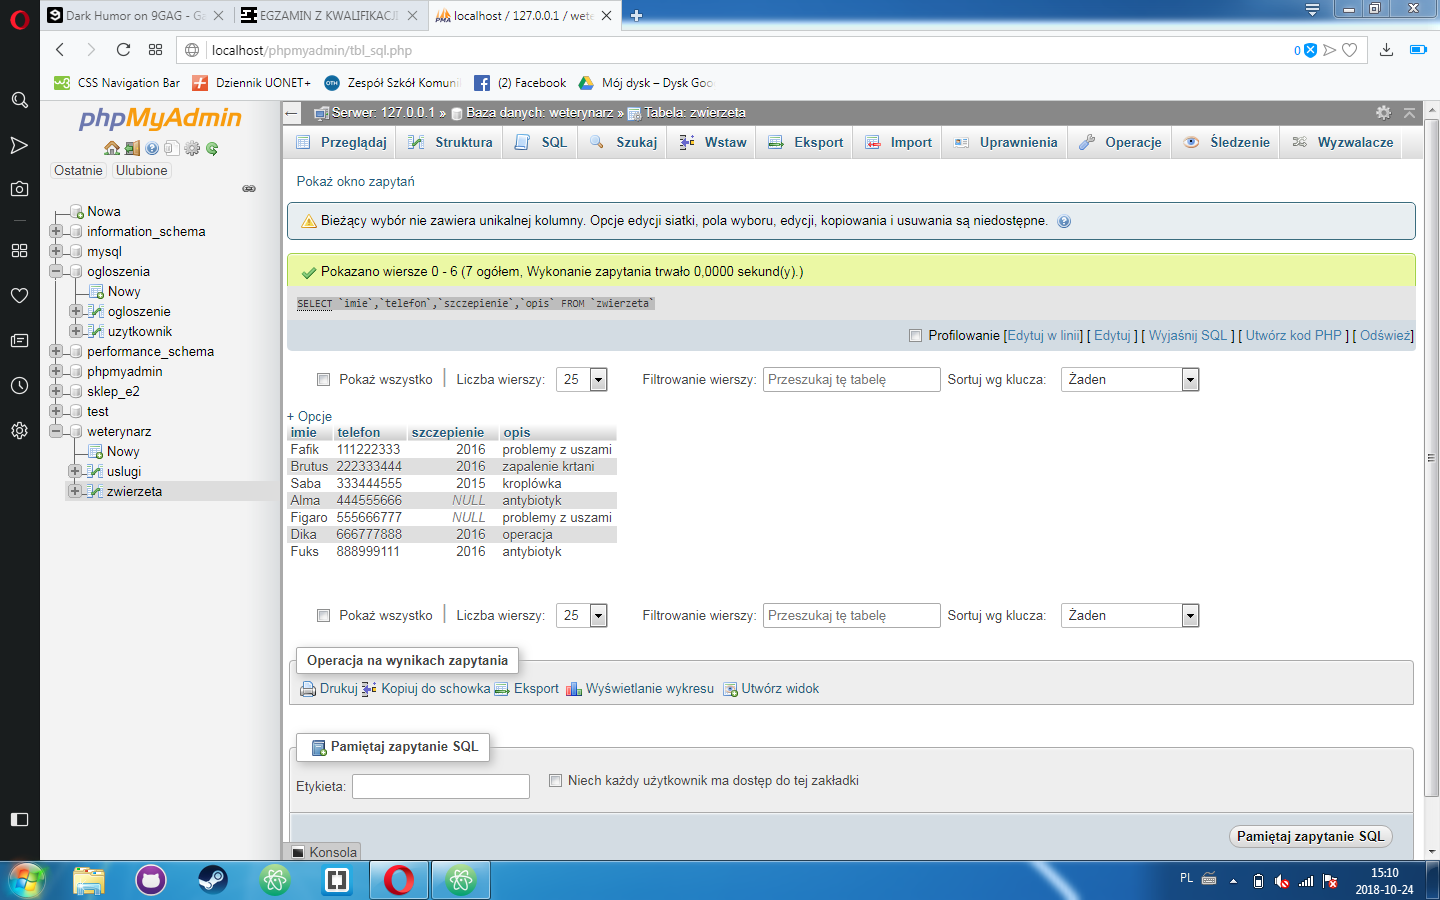 Dark Humor on 9GAG - Ga
EGZAMIN Z KWALIFIKACJI
localhost / 127.0.0.1 / wete
localhost/phpmyadmin/tbl_sql.php
0
CSS Navigation Bar
Dziennik UONET+
Zespół Szkół Komuni
(2) Facebook
Mój dysk – Dysk Goo
phpMyAdmin
Ostatnie
Ulubione
Nowa
information_schema
mysql
ogloszenia
Nowy
ogloszenie
uzytkownik
performance_schema
phpmyadmin
sklep_e2
test
weterynarz
Nowy
uslugi
zwierzeta
Serwer: 127.0.0.1 » Baza danych: weterynarz » Tabela: zwierzeta
Przeglądaj
Struktura
SQL
Szukaj
Wstaw
Eksport
Import
Uprawnienia
Operacje
Śledzenie
Wyzwalacze
Pokaż okno zapytań
Bieżący wybór nie zawiera unikalnej kolumny. Opcje edycji siatki, pola wyboru, edycji, kopiowania i usuwania są niedostępne.
Pokazano wiersze 0 - 6 (7 ogółem, Wykonanie zapytania trwało 0,0000 sekund(y).)
SELECT `imie`,`telefon`,`szczepienie`,`opis` FROM `zwierzeta`
Profilowanie [Edytuj w linii] [ Edytuj ] [ Wyjaśnij SQL ] [ Utwórz kod PHP ] [ Odśwież]
Pokaż wszystko | Liczba wierszy: 25 Filtrowanie wierszy: Przeszukaj tę tabelę Sortuj wg klucza: Żaden
+ Opcje
imie telefon szczepienie opis
Fafik 111222333 2016 problemy z uszami
Brutus 222333444 2016 zapalenie krtani
Saba 333444555 2015 kroplówka
Alma 444555666 NULL antybiotyk
Figaro 555666777 NULL problemy z uszami
Dika 666777888 2016 operacja
Fuks 888999111 2016 antybiotyk
Pokaż wszystko | Liczba wierszy: 25 Filtrowanie wierszy: Przeszukaj tę tabelę Sortuj wg klucza: Żaden
Operacja na wynikach zapytania
Drukuj Kopiuj do schowka Eksport Wyświetlanie wykresu Utwórz widok
Pamiętaj zapytanie SQL
Etykieta:
Niech każdy użytkownik ma dostęp do tej zakładki
Pamiętaj zapytanie SQL
Konsola
PL
15:10
2018-10-24